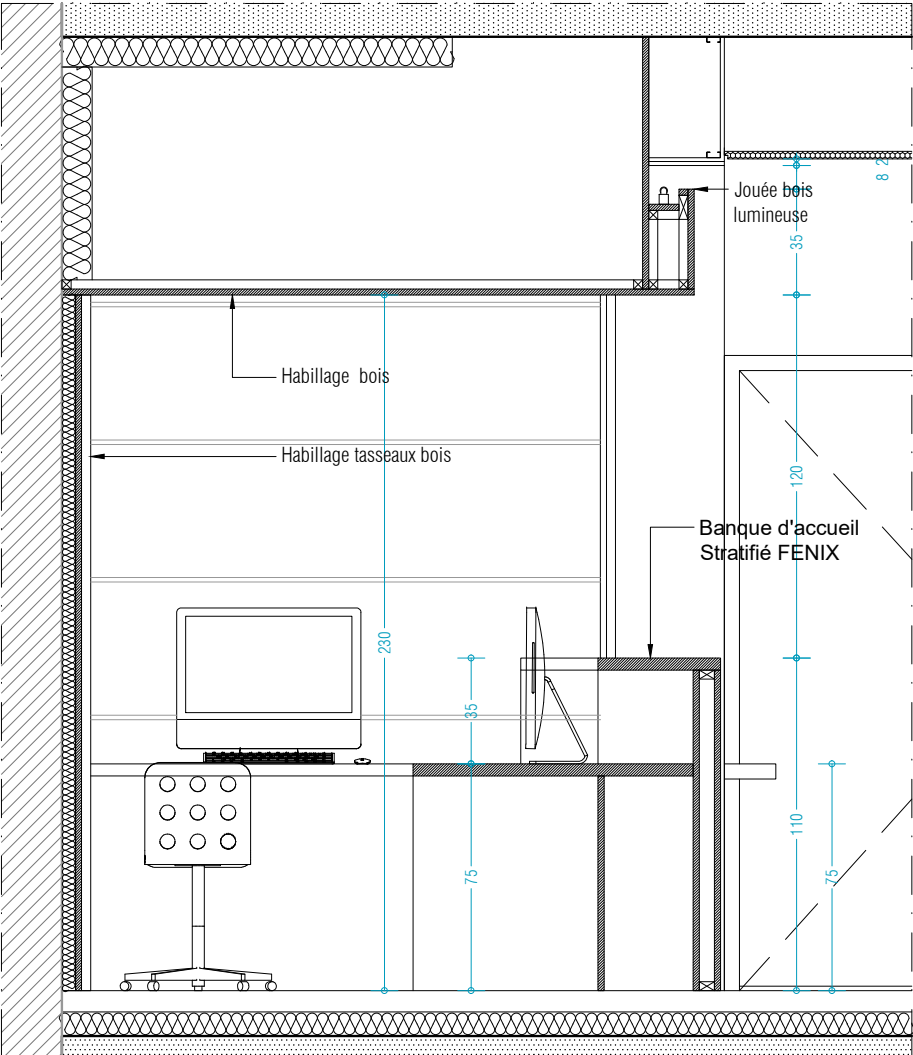 8 2
Jouée bois
lumineuse
35
Habillage  bois
Habillage tasseaux bois
120
Banque d'accueil
Stratifié FENIX
230
35
110
75
75